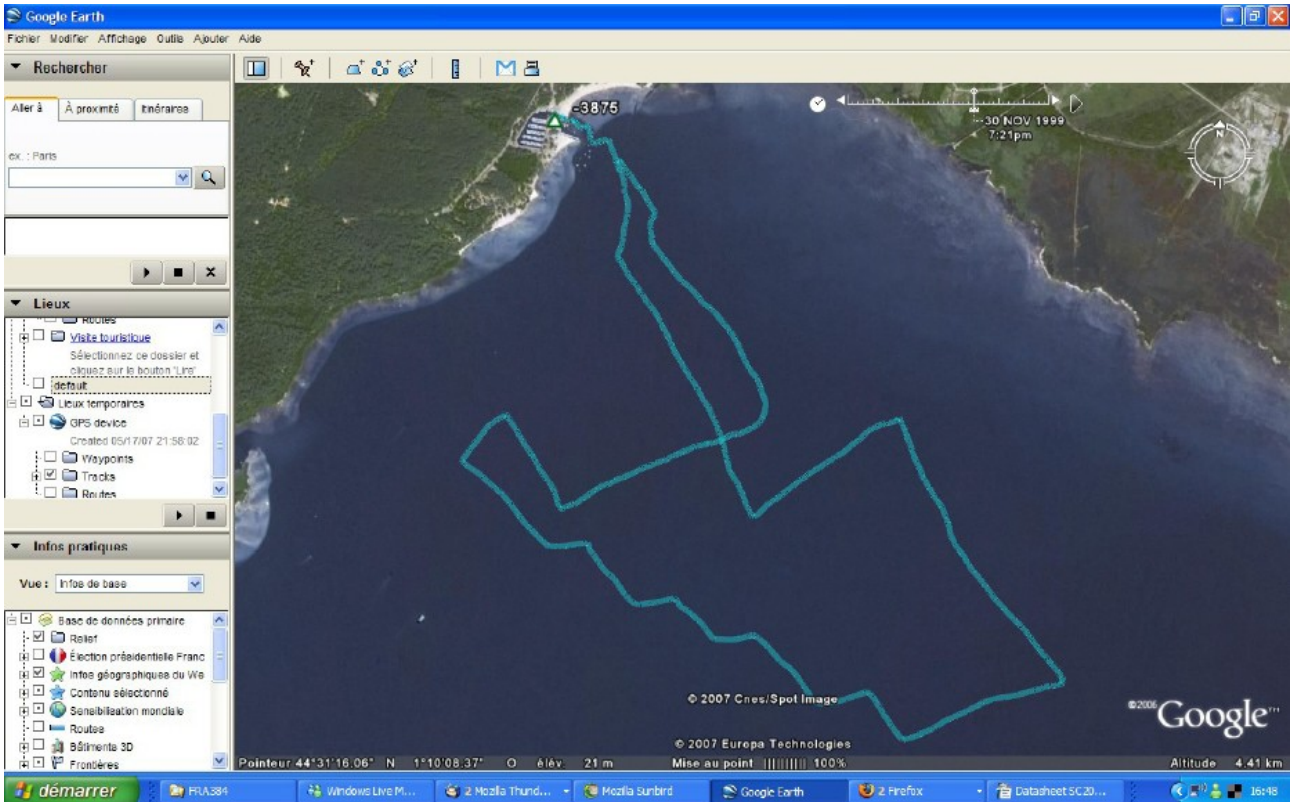 Google Earth
Fichier Modifier Affichage Outils Ajouter Aide
Rechercher
Aller à À proximité Itinéraires
ex. : Paris
Lieux
Routes
Visite touristique
Sélectionnez ce dossier et
cliquez sur le bouton 'Lire'
default
Lieux temporaires
GPS device
Created 05/17/07 21:58:02
Waypoints
Tracks
Routes
Infos pratiques
Vue : Infos de base
Base de données primaire
Relief
Élection présidentielle Franc
Infos géographiques du We
Contenu sélectionné
Sensibilisation mondiale
Routes
Bâtiments 3D
Frontières
-3875
30 NOV 1999
7:21pm
N
© 2007 Cnes/Spot Image
© 2007 Europa Technologies
©2006 Google™
Pointeur 44°31'16.06" N 1°10'08.37" O élév. 21 m Mise au point ||||||||| 100% Altitude 4.41 km
démarrer FRA384 Windows Live M... 2 Mozilla Thund... Mozilla Sunbird Google Earth 2 Firefox Datasheet SC20... 16:48